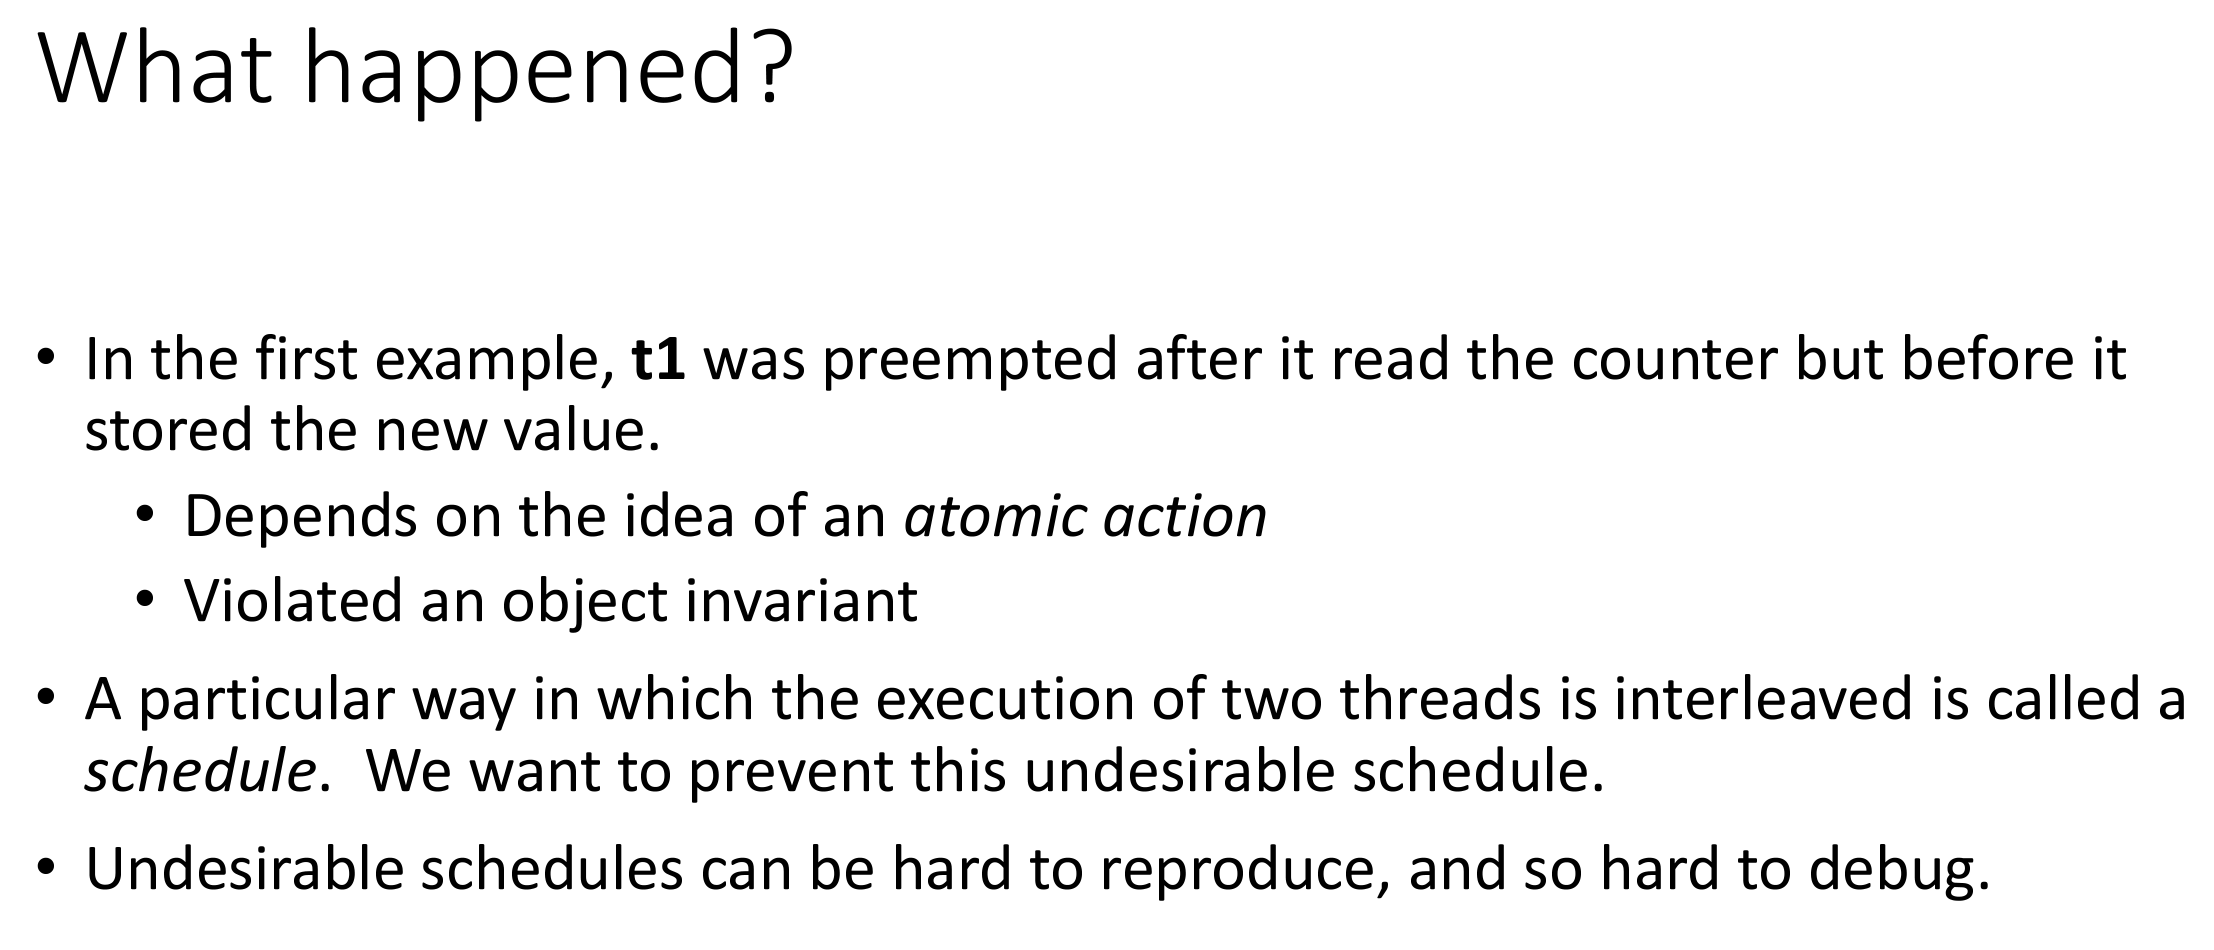 What happened?
• In the first example, t1 was preempted after it read the counter but before it
stored the new value.
• Depends on the idea of an atomic action
• Violated an object invariant
• A particular way in which the execution of two threads is interleaved is called a
schedule.  We want to prevent this undesirable schedule.
• Undesirable schedules can be hard to reproduce, and so hard to debug.